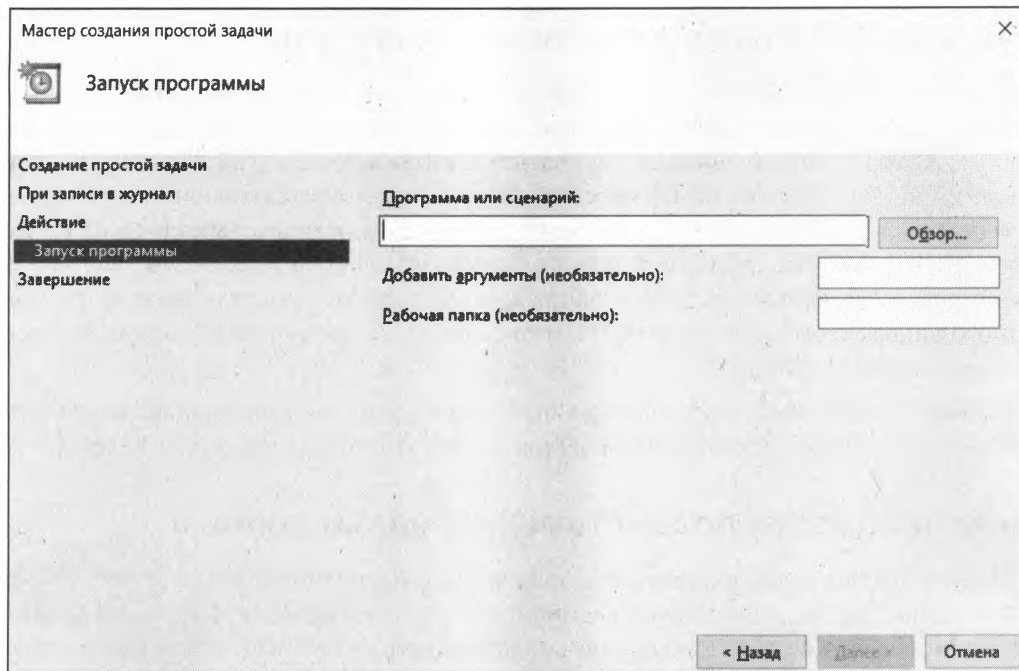 Мастер создания простой задачи
Запуск программы
Создание простой задачи
При записи в журнал
Действие
Запуск программы
Завершение
Программа или сценарий:
Обзор...
Добавить аргументы (необязательно):
Рабочая папка (необязательно):
< Назад
Далее >
Отмена